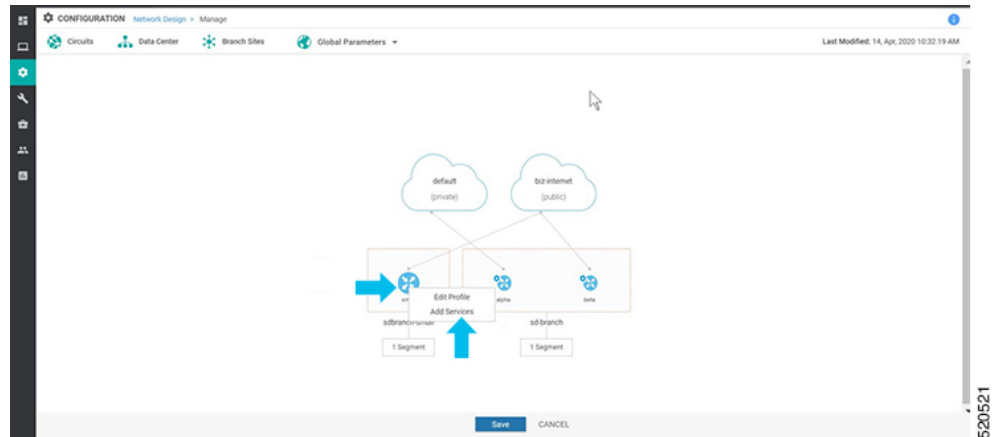 CONFIGURATION Network Design > Manage
Circuits Data Center Branch Sites Global Parameters
Last Modified: 14, Apr, 2020 10:32:19 AM
default
(private)
biz-internet
(public)
Edit Profile
Add Services
alpha
beta
sd-branch
1 Segment
1 Segment
Save CANCEL
520521